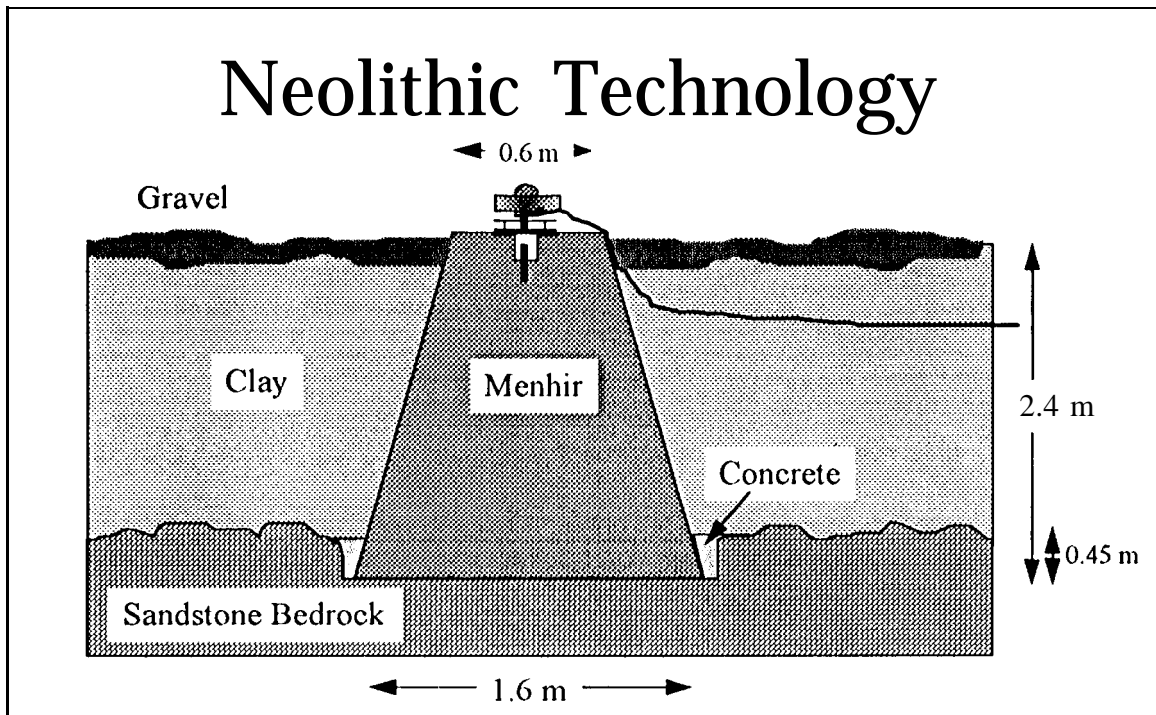 Neolithic Technology
0.6 m
Gravel
Clay
Menhir
2.4 m
Concrete
0.45 m
Sandstone Bedrock
1.6 m